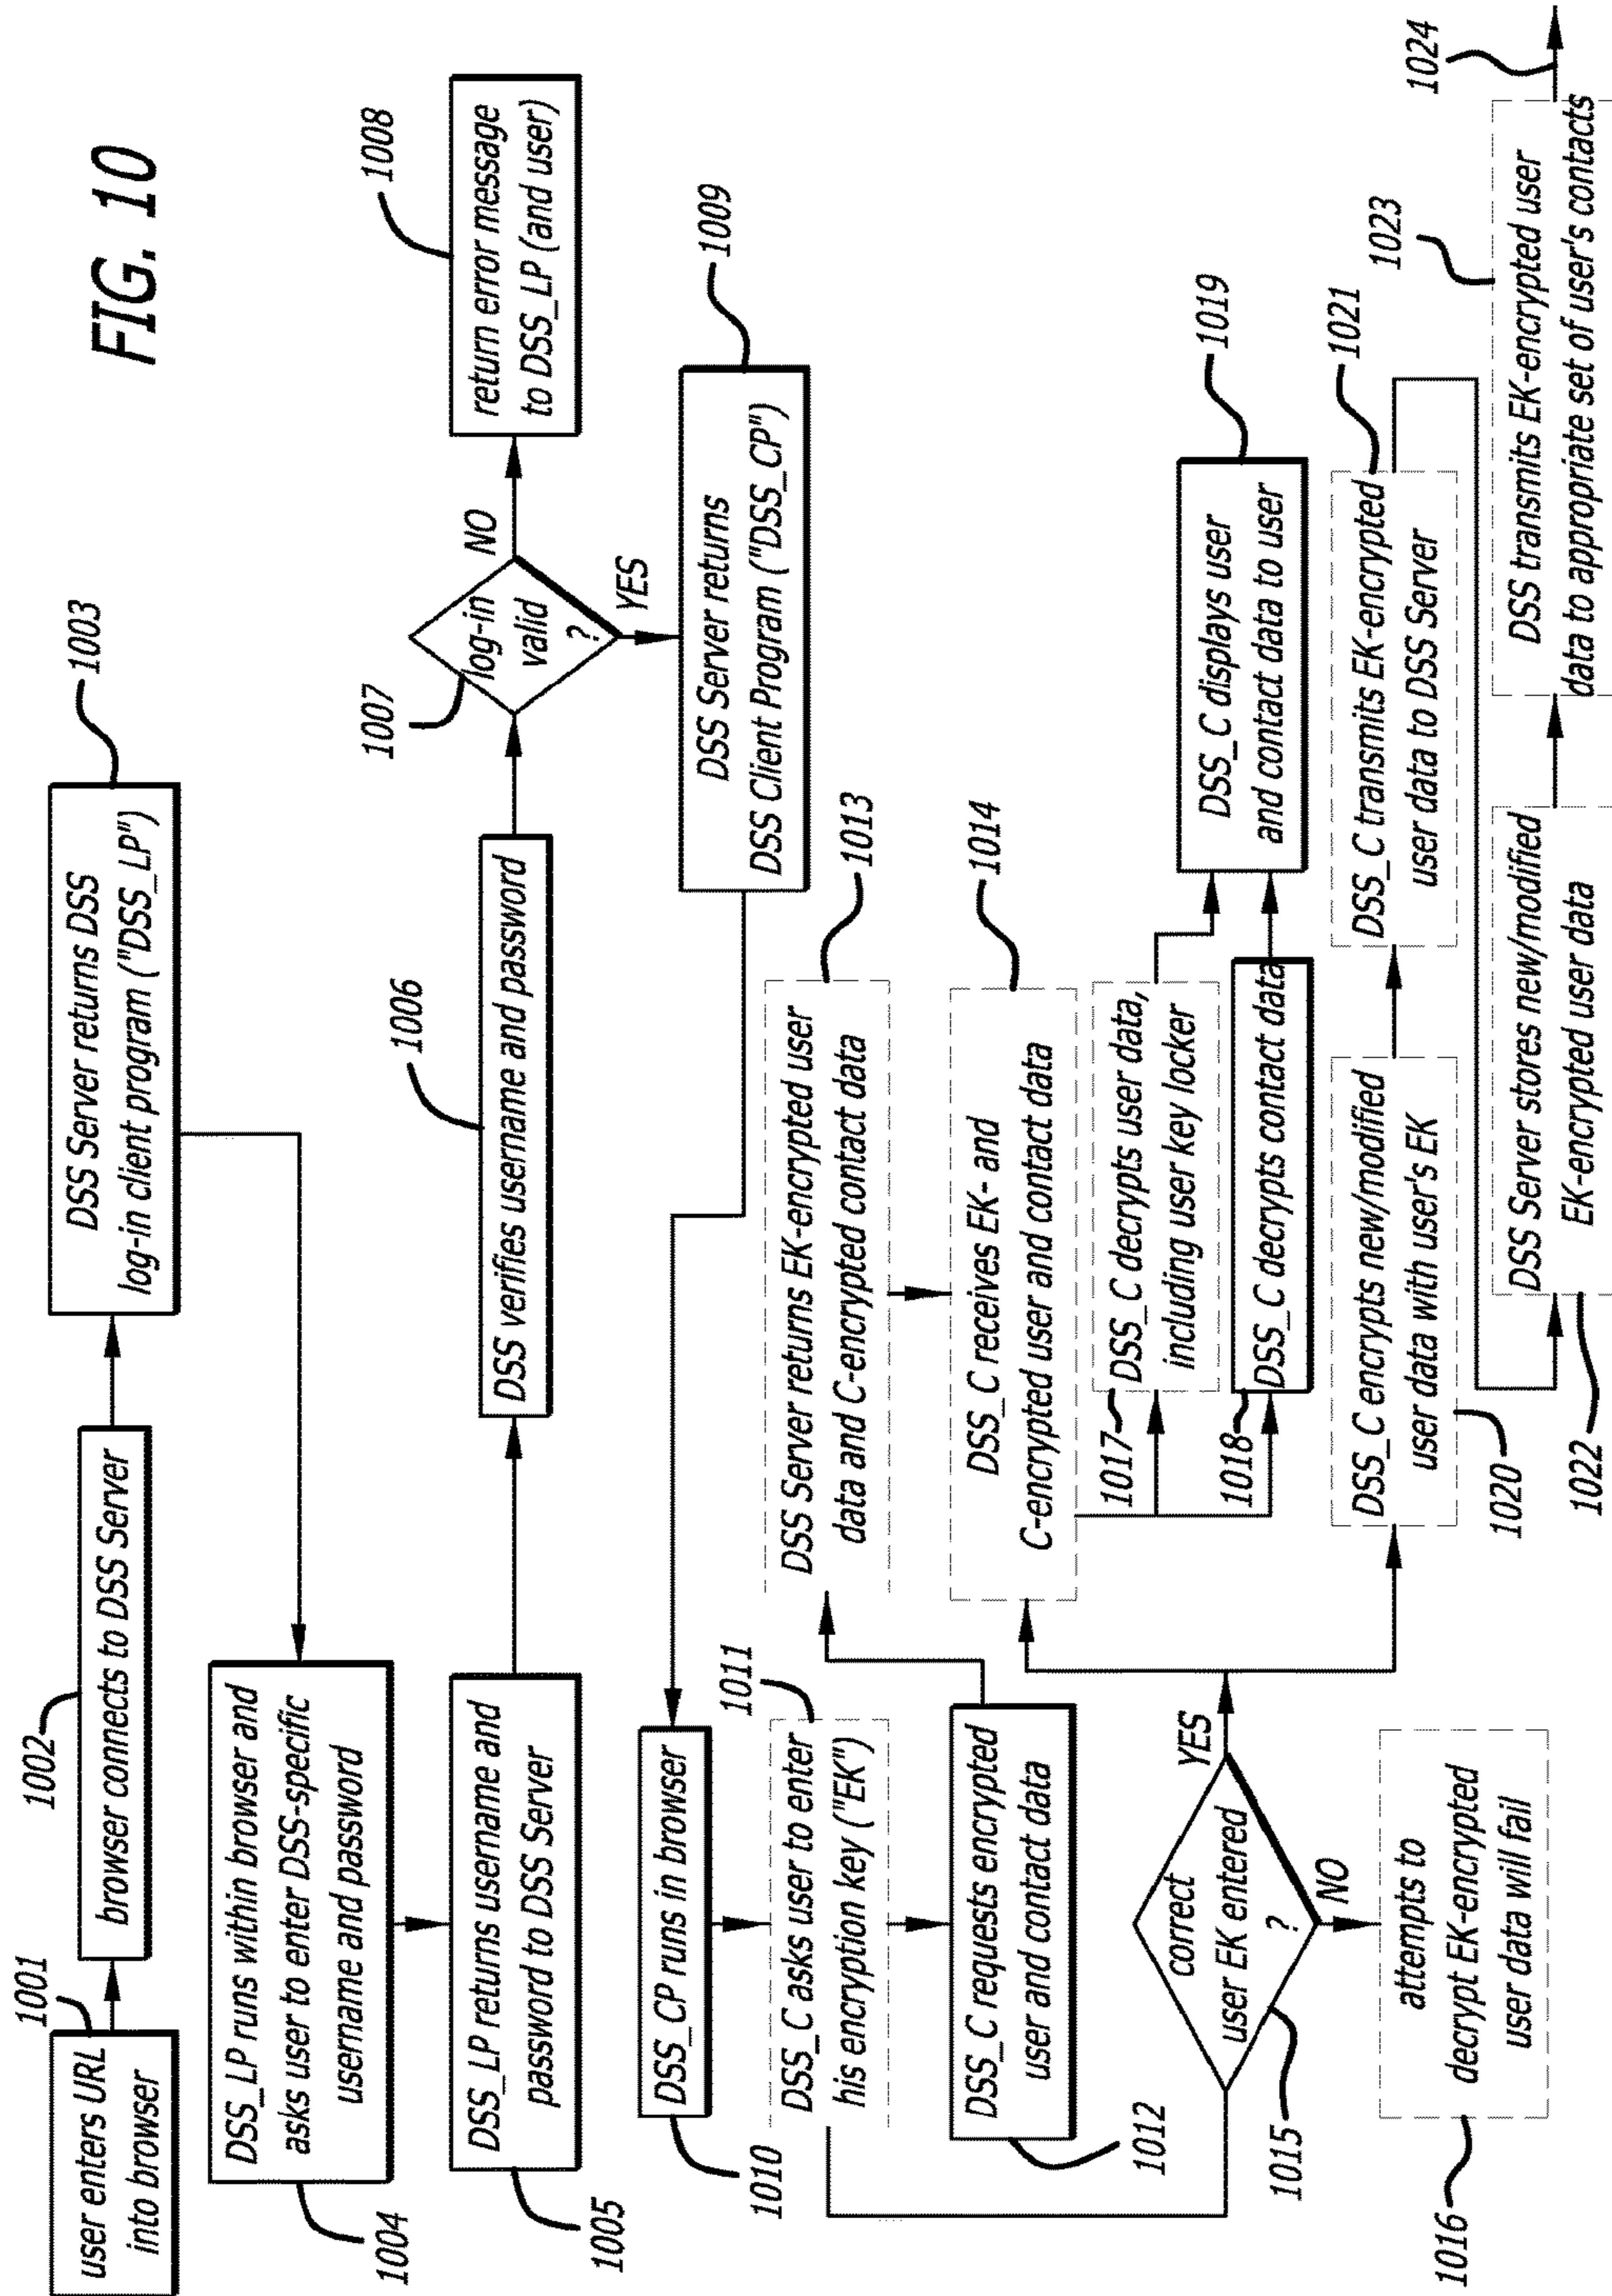 FIG. 10
1001
user enters URL
into browser
1002
browser connects to DSS Server
1003
DSS Server returns DSS
log-in client program ("DSS_LP")
1004
DSS_LP runs within browser and
asks user to enter DSS-specific
username and password
1005
DSS_LP returns username and
password to DSS Server
1006
DSS verifies username and password
1007
log-in
valid
?
NO
YES
1008
return error message
to DSS_LP (and user)
1009
DSS Server returns
DSS Client Program ("DSS_CP")
1010
DSS_CP runs in browser
1011
DSS_C asks user to enter
his encryption key ("EK")
1012
DSS_C requests encrypted
user and contact data
1013
DSS Server returns EK-encrypted user
data and C-encrypted contact data
1014
DSS_C receives EK- and
C-encrypted user and contact data
1015
correct
user EK entered
?
YES
NO
1016
attempts to
decrypt EK-encrypted
user data will fail
1017
DSS_C decrypts user data,
including user key locker
1018
DSS_C decrypts contact data
1019
DSS_C displays user
and contact data to user
1020
DSS_C encrypts new/modified
user data with user's EK
1021
DSS_C transmits EK-encrypted
user data to DSS Server
1022
DSS Server stores new/modified
EK-encrypted user data
1023
DSS transmits EK-encrypted user
data to appropriate set of user's contacts
1024